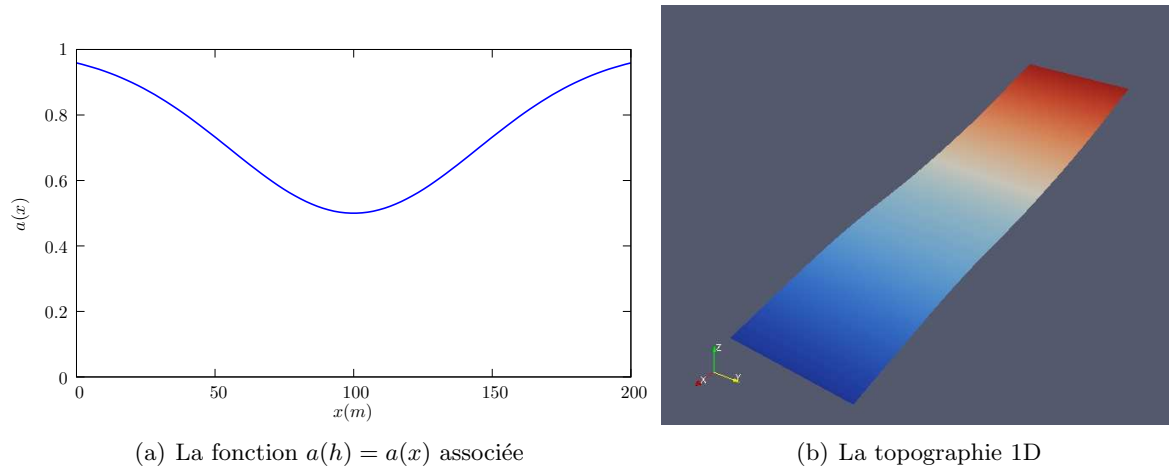 1
0.8
0.6
0.4
0.2
0
a(x)
0 50 100 150 200
x(m)
Z
X
Y
(a) La fonction a(h) = a(x) associée
(b) La topographie 1D